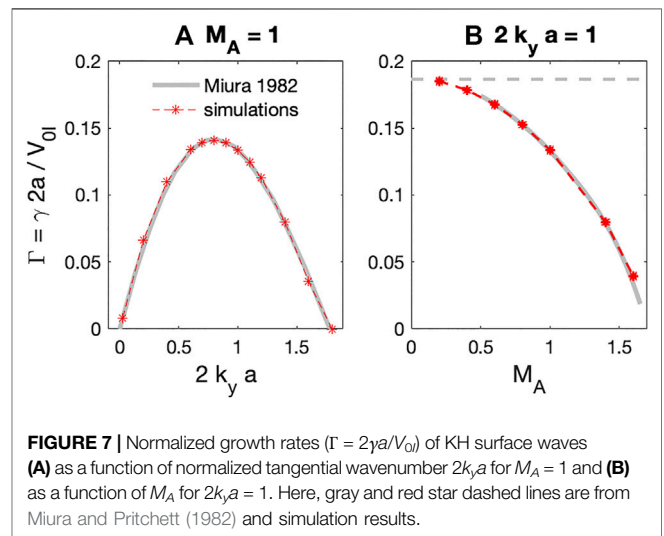 A M_A = 1
B 2 k_y a = 1
0.2
0.15
0.1
0.05
0
Γ = γ 2a / V_0l
Miura 1982
simulations
0 0.5 1 1.5
2 k_y a
0.2
0.15
0.1
0.05
0
0 0.5 1 1.5
M_A
FIGURE 7 | Normalized growth rates (Γ = 2γa/V_0l) of KH surface waves
(A) as a function of normalized tangential wavenumber 2k_ya for M_A = 1 and (B)
as a function of M_A for 2k_ya = 1. Here, gray and red star dashed lines are from
Miura and Pritchett (1982) and simulation results.